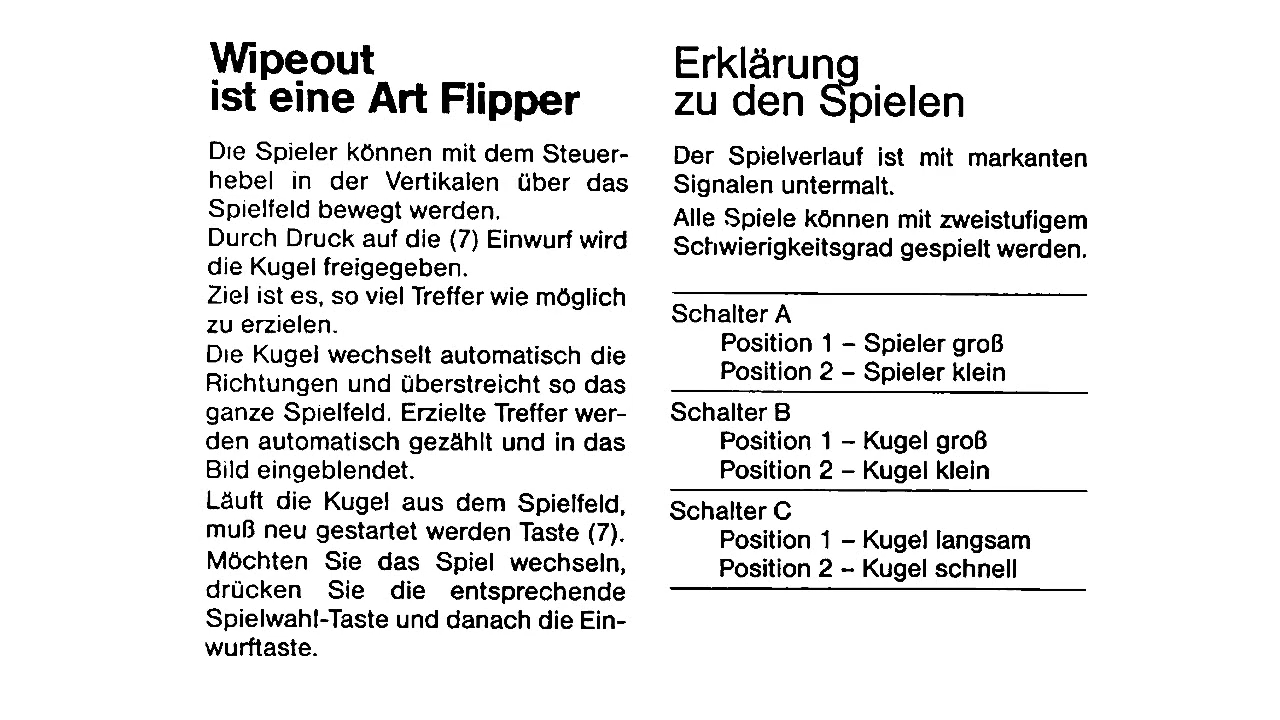 Wipeout
ist eine Art Flipper
Die Spieler können mit dem Steuer-
hebel in der Vertikalen über das
Spielfeld bewegt werden.
Durch Druck auf die (7) Einwurf wird
die Kugel freigegeben.
Ziel ist es, so viel Treffer wie möglich
zu erzielen.
Die Kugel wechselt automatisch die
Richtungen und überstreicht so das
ganze Spielfeld. Erzielte Treffer wer-
den automatisch gezählt und in das
Bild eingeblendet.
Läuft die Kugel aus dem Spielfeld,
muß neu gestartet werden Taste (7).
Möchten Sie das Spiel wechseln,
drücken Sie die entsprechende
Spielwahl-Taste und danach die Ein-
wurftaste.
Erklärung
zu den Spielen
Der Spielverlauf ist mit markanten
Signalen untermalt.
Alle Spiele können mit zweistufigem
Schwierigkeitsgrad gespielt werden.
Schalter A
Position 1 – Spieler groß
Position 2 – Spieler klein
Schalter B
Position 1 – Kugel groß
Position 2 – Kugel klein
Schalter C
Position 1 – Kugel langsam
Position 2 – Kugel schnell